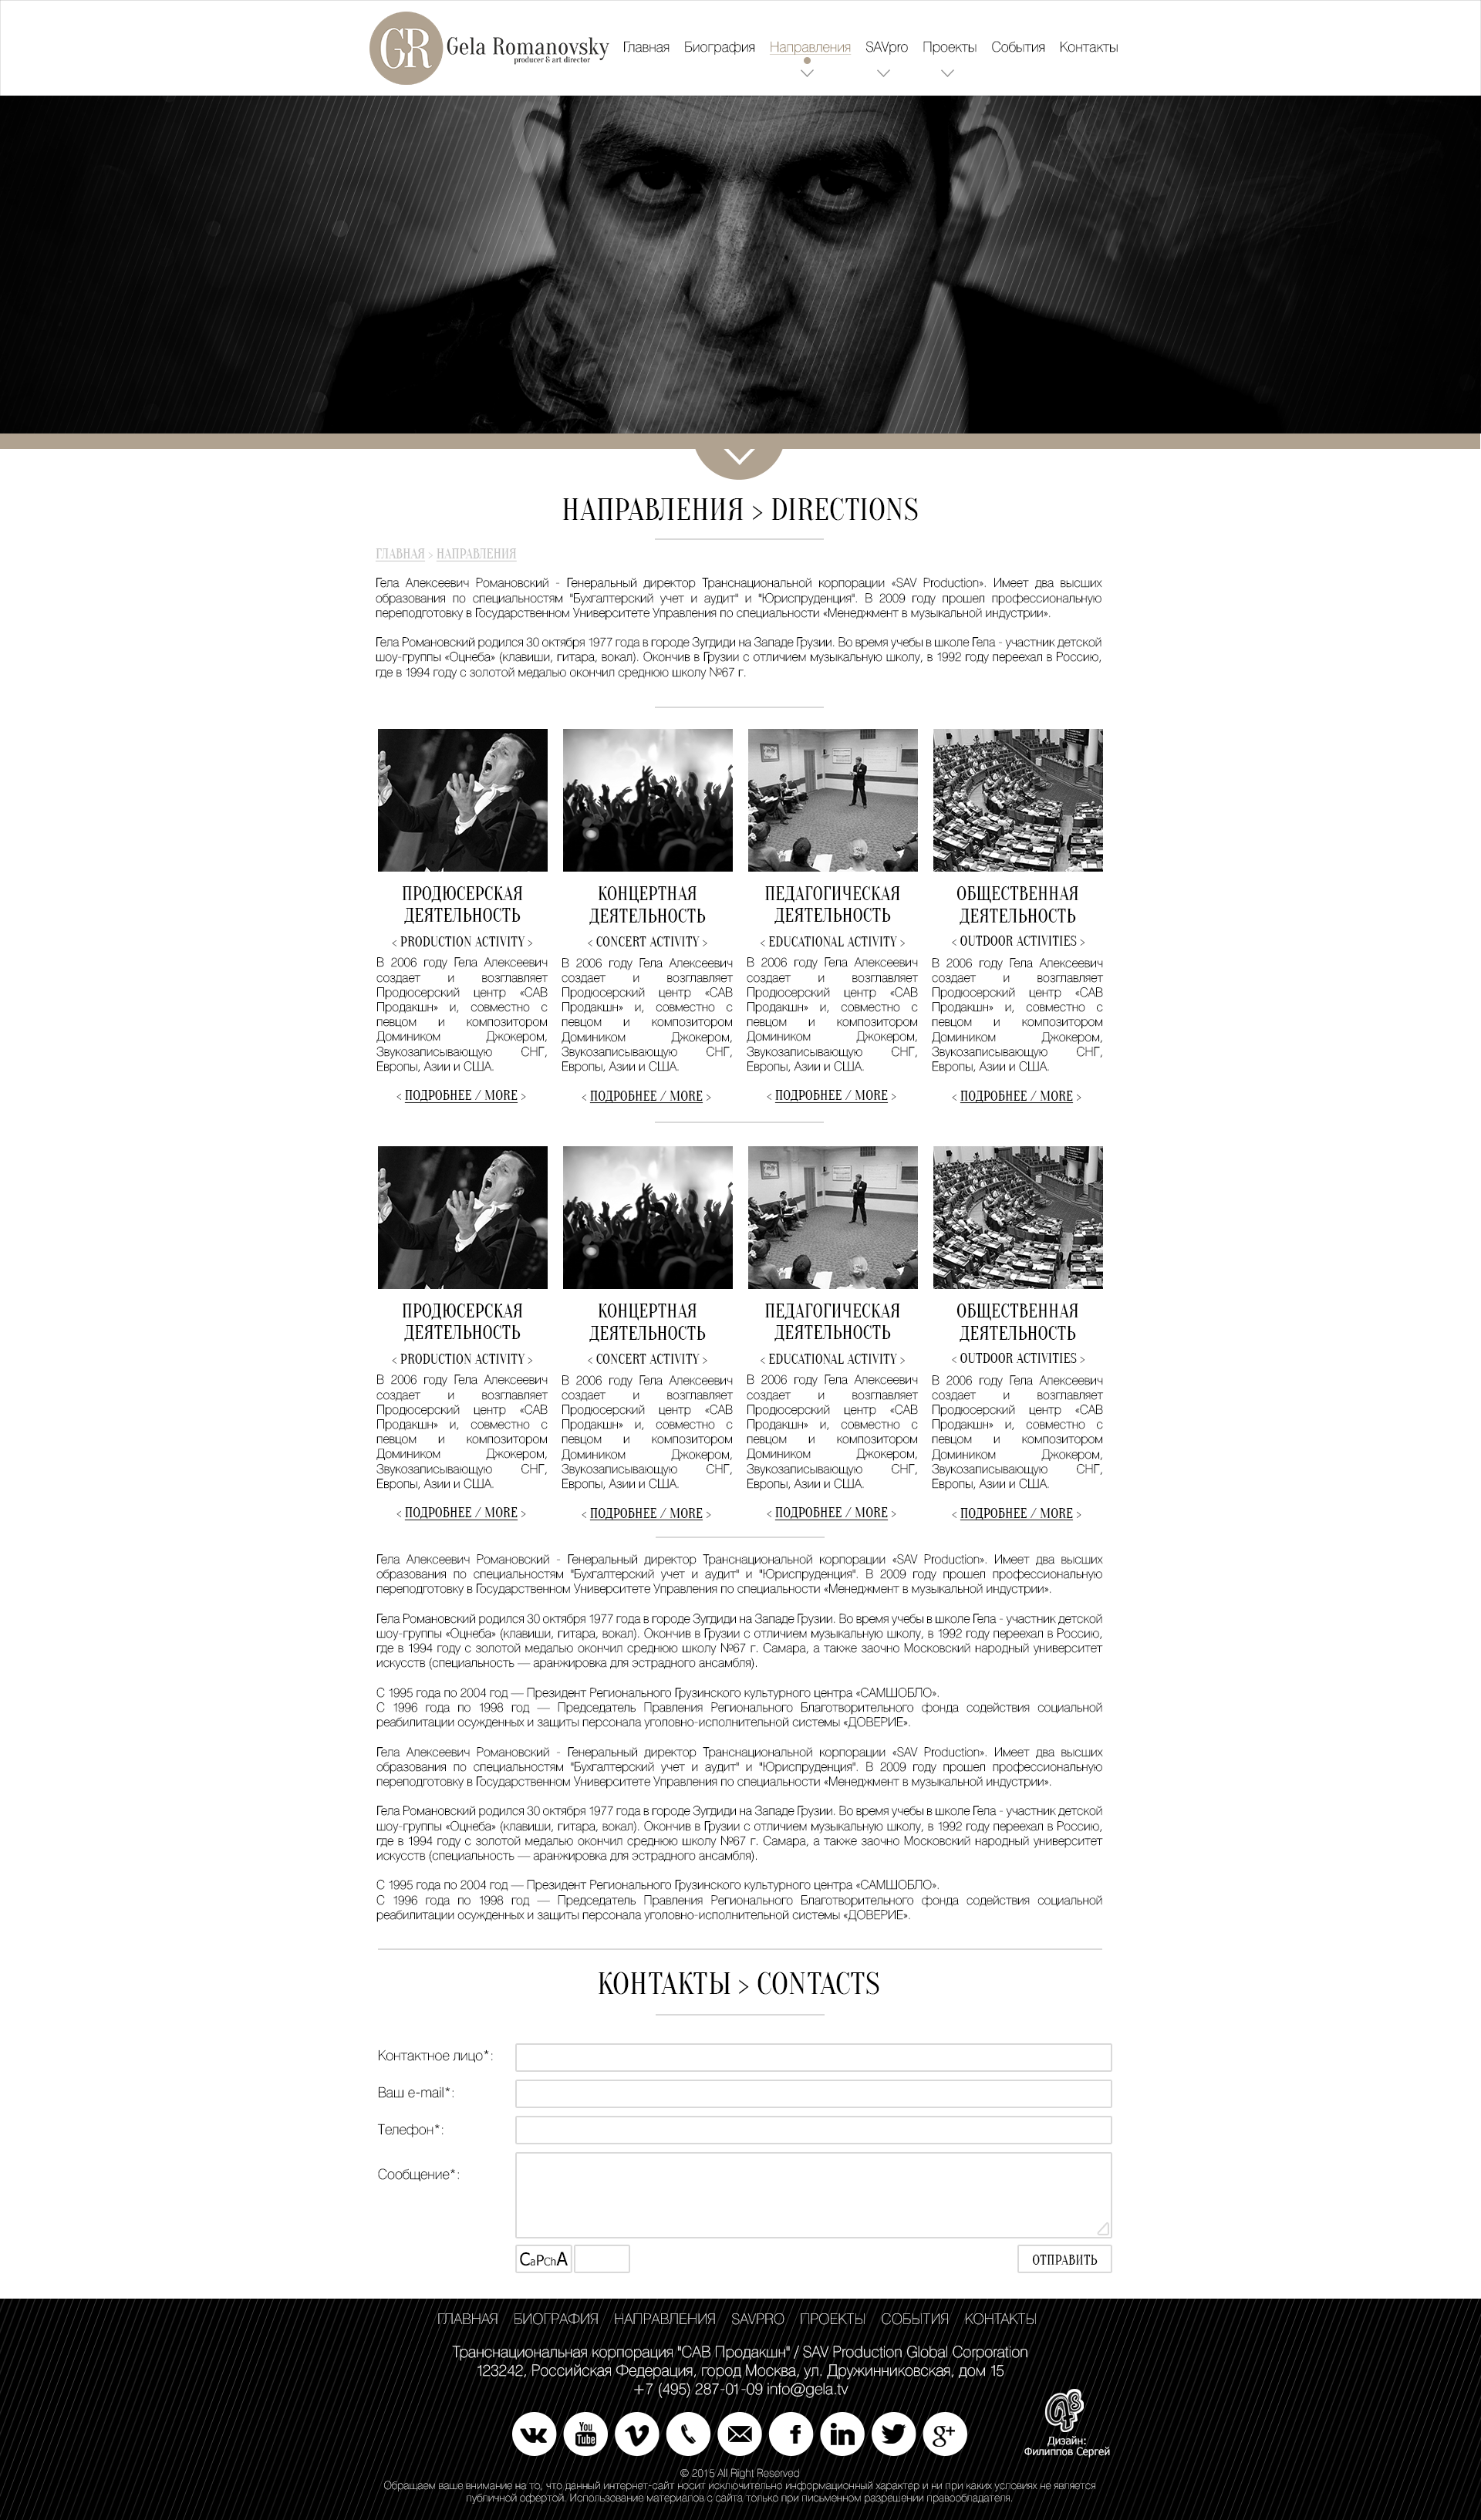 GR Gela Romanovsky
producer & art director
Главная Биография Направления SAVpro Проекты События Контакты
НАПРАВЛЕНИЯ > DIRECTIONS
ГЛАВНАЯ > НАПРАВЛЕНИЯ
Гела Алексеевич Романовский - Генеральный директор Транснациональной корпорации «SAV Production». Имеет два высших
образования по специальностям "Бухгалтерский учет и аудит" и "Юриспруденция". В 2009 году прошел профессиональную
переподготовку в Государственном Университете Управления по специальности «Менеджмент в музыкальной индустрии».
Гела Романовский родился 30 октября 1977 года в городе Зугдиди на Западе Грузии. Во время учебы в школе Гела - участник детской
шоу-группы «Оцнеба» (клавиши, гитара, вокал). Окончив в Грузии с отличием музыкальную школу, в 1992 году переехал в Россию,
где в 1994 году с золотой медалью окончил среднюю школу №67 г.
ПРОДЮСЕРСКАЯ
ДЕЯТЕЛЬНОСТЬ
< PRODUCTION ACTIVITY >
В 2006 году Гела Алексеевич
создает и возглавляет
Продюсерский центр «САВ
Продакшн» и, совместно с
певцом и композитором
Домиником Джокером,
Звукозаписывающую СНГ,
Европы, Азии и США.
< ПОДРОБНЕЕ / MORE >
КОНЦЕРТНАЯ
ДЕЯТЕЛЬНОСТЬ
< CONCERT ACTIVITY >
В 2006 году Гела Алексеевич
создает и возглавляет
Продюсерский центр «САВ
Продакшн» и, совместно с
певцом и композитором
Домиником Джокером,
Звукозаписывающую СНГ,
Европы, Азии и США.
< ПОДРОБНЕЕ / MORE >
ПЕДАГОГИЧЕСКАЯ
ДЕЯТЕЛЬНОСТЬ
< EDUCATIONAL ACTIVITY >
В 2006 году Гела Алексеевич
создает и возглавляет
Продюсерский центр «САВ
Продакшн» и, совместно с
певцом и композитором
Домиником Джокером,
Звукозаписывающую СНГ,
Европы, Азии и США.
< ПОДРОБНЕЕ / MORE >
ОБЩЕСТВЕННАЯ
ДЕЯТЕЛЬНОСТЬ
< OUTDOOR ACTIVITIES >
В 2006 году Гела Алексеевич
создает и возглавляет
Продюсерский центр «САВ
Продакшн» и, совместно с
певцом и композитором
Домиником Джокером,
Звукозаписывающую СНГ,
Европы, Азии и США.
< ПОДРОБНЕЕ / MORE >
ПРОДЮСЕРСКАЯ
ДЕЯТЕЛЬНОСТЬ
< PRODUCTION ACTIVITY >
В 2006 году Гела Алексеевич
создает и возглавляет
Продюсерский центр «САВ
Продакшн» и, совместно с
певцом и композитором
Домиником Джокером,
Звукозаписывающую СНГ,
Европы, Азии и США.
< ПОДРОБНЕЕ / MORE >
КОНЦЕРТНАЯ
ДЕЯТЕЛЬНОСТЬ
< CONCERT ACTIVITY >
В 2006 году Гела Алексеевич
создает и возглавляет
Продюсерский центр «САВ
Продакшн» и, совместно с
певцом и композитором
Домиником Джокером,
Звукозаписывающую СНГ,
Европы, Азии и США.
< ПОДРОБНЕЕ / MORE >
ПЕДАГОГИЧЕСКАЯ
ДЕЯТЕЛЬНОСТЬ
< EDUCATIONAL ACTIVITY >
В 2006 году Гела Алексеевич
создает и возглавляет
Продюсерский центр «САВ
Продакшн» и, совместно с
певцом и композитором
Домиником Джокером,
Звукозаписывающую СНГ,
Европы, Азии и США.
< ПОДРОБНЕЕ / MORE >
ОБЩЕСТВЕННАЯ
ДЕЯТЕЛЬНОСТЬ
< OUTDOOR ACTIVITIES >
В 2006 году Гела Алексеевич
создает и возглавляет
Продюсерский центр «САВ
Продакшн» и, совместно с
певцом и композитором
Домиником Джокером,
Звукозаписывающую СНГ,
Европы, Азии и США.
< ПОДРОБНЕЕ / MORE >
Гела Алексеевич Романовский - Генеральный директор Транснациональной корпорации «SAV Production». Имеет два высших
образования по специальностям "Бухгалтерский учет и аудит" и "Юриспруденция". В 2009 году прошел профессиональную
переподготовку в Государственном Университете Управления по специальности «Менеджмент в музыкальной индустрии».
Гела Романовский родился 30 октября 1977 года в городе Зугдиди на Западе Грузии. Во время учебы в школе Гела - участник детской
шоу-группы «Оцнеба» (клавиши, гитара, вокал). Окончив в Грузии с отличием музыкальную школу, в 1992 году переехал в Россию,
где в 1994 году с золотой медалью окончил среднюю школу №67 г. Самара, а также заочно Московский народный университет
искусств (специальность — аранжировка для эстрадного ансамбля).
С 1995 года по 2004 год — Президент Регионального Грузинского культурного центра «САМШОБЛО».
С 1996 года по 1998 год — Председатель Правления Регионального Благотворительного фонда содействия социальной
реабилитации осужденных и защиты персонала уголовно-исполнительной системы «ДОВЕРИЕ».
Гела Алексеевич Романовский - Генеральный директор Транснациональной корпорации «SAV Production». Имеет два высших
образования по специальностям "Бухгалтерский учет и аудит" и "Юриспруденция". В 2009 году прошел профессиональную
переподготовку в Государственном Университете Управления по специальности «Менеджмент в музыкальной индустрии».
Гела Романовский родился 30 октября 1977 года в городе Зугдиди на Западе Грузии. Во время учебы в школе Гела - участник детской
шоу-группы «Оцнеба» (клавиши, гитара, вокал). Окончив в Грузии с отличием музыкальную школу, в 1992 году переехал в Россию,
где в 1994 году с золотой медалью окончил среднюю школу №67 г. Самара, а также заочно Московский народный университет
искусств (специальность — аранжировка для эстрадного ансамбля).
С 1995 года по 2004 год — Президент Регионального Грузинского культурного центра «САМШОБЛО».
С 1996 года по 1998 год — Председатель Правления Регионального Благотворительного фонда содействия социальной
реабилитации осужденных и защиты персонала уголовно-исполнительной системы «ДОВЕРИЕ».
КОНТАКТЫ > CONTACTS
Контактное лицо*:
Ваш e-mail*:
Телефон*:
Сообщение*:
CaPChA
ОТПРАВИТЬ
ГЛАВНАЯ БИОГРАФИЯ НАПРАВЛЕНИЯ SAVPRO ПРОЕКТЫ СОБЫТИЯ КОНТАКТЫ
Транснациональная корпорация "САВ Продакшн" / SAV Production Global Corporation
123242, Российская Федерация, город Москва, ул. Дружинниковская, дом 15
+7 (495) 287-01-09 info@gela.tv
You Tube f in g+
Дизайн:
Филиппов Сергей
© 2015 All Right Reserved
Обращаем ваше внимание на то, что данный интернет-сайт носит исключительно информационный характер и ни при каких условиях не является
публичной офертой. Использование материалов с сайта только при письменном разрешении правообладателя.